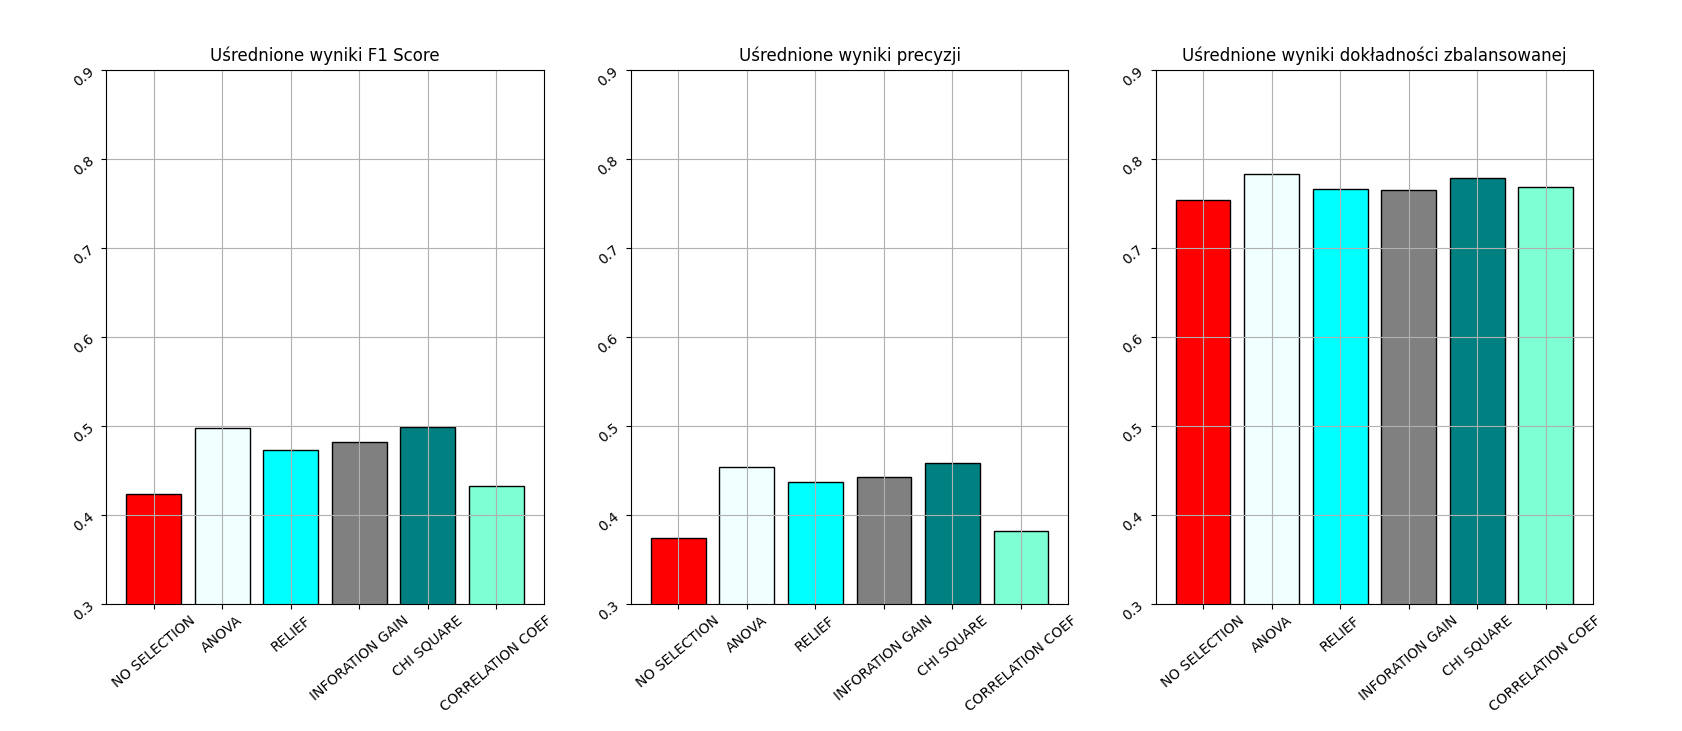 Uśrednione wyniki F1 Score
0.9
0.8
0.7
0.6
0.5
0.4
0.3
NO SELECTION
ANOVA
RELIEF
INFORATION GAIN
CHI SQUARE
CORRELATION COEF
Uśrednione wyniki precyzji
0.9
0.8
0.7
0.6
0.5
0.4
0.3
NO SELECTION
ANOVA
RELIEF
INFORATION GAIN
CHI SQUARE
CORRELATION COEF
Uśrednione wyniki dokładności zbalansowanej
0.9
0.8
0.7
0.6
0.5
0.4
0.3
NO SELECTION
ANOVA
RELIEF
INFORATION GAIN
CHI SQUARE
CORRELATION COEF